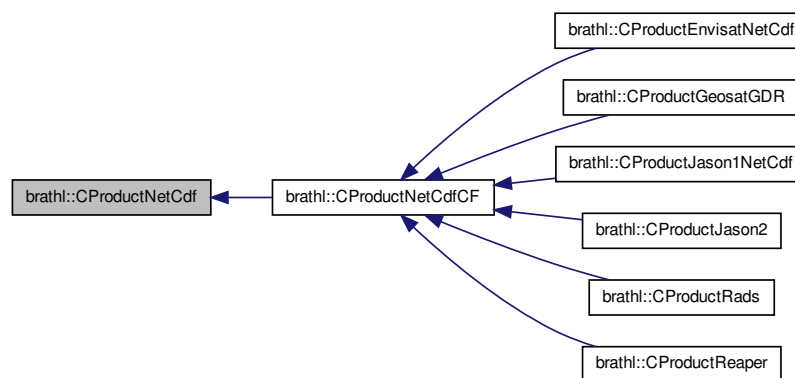 brathl::CProductNetCdf
brathl::CProductNetCdfCF
brathl::CProductEnvisatNetCdf
brathl::CProductGeosatGDR
brathl::CProductJason1NetCdf
brathl::CProductJason2
brathl::CProductRads
brathl::CProductReaper